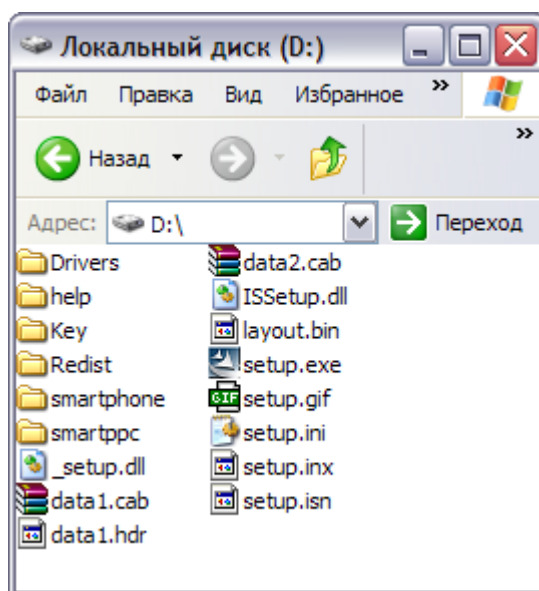 Локальный диск (D:)
Файл Правка Вид Избранное »
Назад »
Адрес: D:\ Переход
Drivers
help
Key
Redist
smartphone
smartppc
_setup.dll
data1.cab
data1.hdr
data2.cab
ISSetup.dll
layout.bin
setup.exe
GIF setup.gif
setup.ini
setup.inx
setup.isn